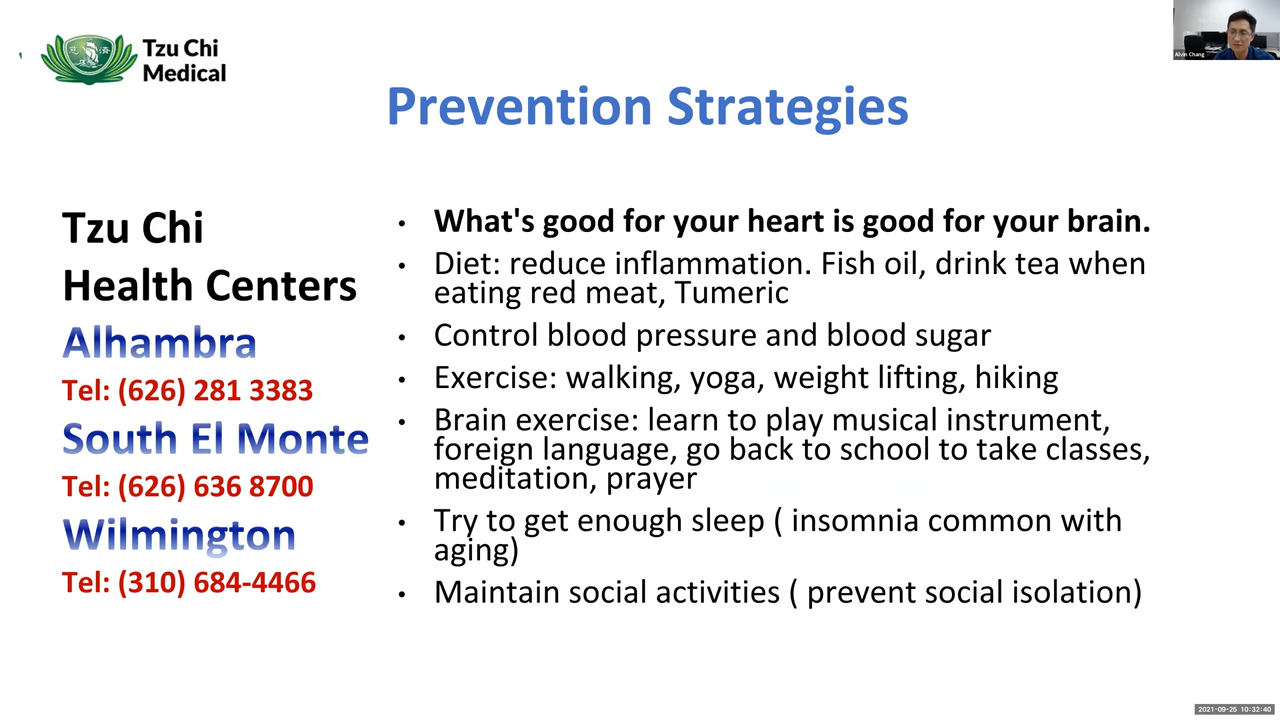 Tzu Chi
Medical
Alvin Chang
Prevention Strategies
Tzu Chi
Health Centers
Alhambra
Tel: (626) 281 3383
South El Monte
Tel: (626) 636 8700
Wilmington
Tel: (310) 684-4466
• What's good for your heart is good for your brain.
• Diet: reduce inflammation. Fish oil, drink tea when
eating red meat, Tumeric
• Control blood pressure and blood sugar
• Exercise: walking, yoga, weight lifting, hiking
• Brain exercise: learn to play musical instrument,
foreign language, go back to school to take classes,
meditation, prayer
• Try to get enough sleep ( insomnia common with
aging)
• Maintain social activities ( prevent social isolation)
2021-09-25 10:32:40